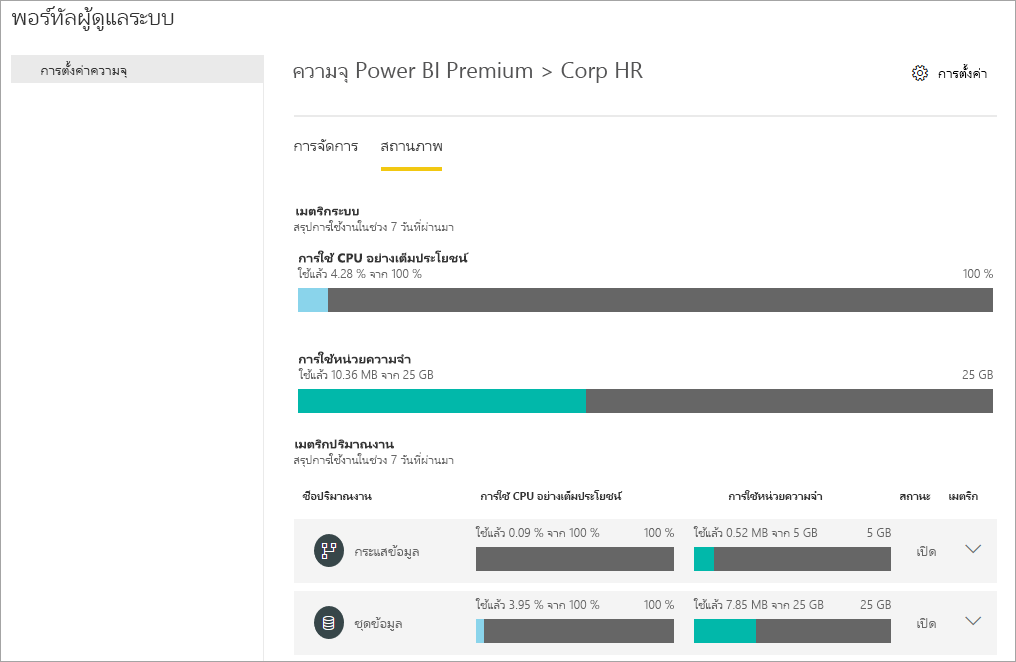 พอร์ทัลผู้ดูแลระบบ
การตั้งค่าความจุ
ความจุ Power BI Premium > Corp HR
การตั้งค่า
การจัดการ สถานภาพ
เมตริกระบบ
สรุปการใช้งานในช่วง 7 วันที่ผ่านมา
การใช้ CPU อย่างเต็มประโยชน์
ใช้แล้ว 4.28 % จาก 100 % 100 %
การใช้หน่วยความจำ
ใช้แล้ว 10.36 MB จาก 25 GB 25 GB
เมตริกปริมาณงาน
สรุปการใช้งานในช่วง 7 วันที่ผ่านมา
ชื่อปริมาณงาน การใช้ CPU อย่างเต็มประโยชน์ การใช้หน่วยความจำ สถานะ เมตริก
ใช้แล้ว 0.09 % จาก 100 % 100 % ใช้แล้ว 0.52 MB จาก 5 GB 5 GB
กระแสข้อมูล เปิด
ใช้แล้ว 3.95 % จาก 100 % 100 % ใช้แล้ว 7.85 MB จาก 25 GB 25 GB
ชุดข้อมูล เปิด